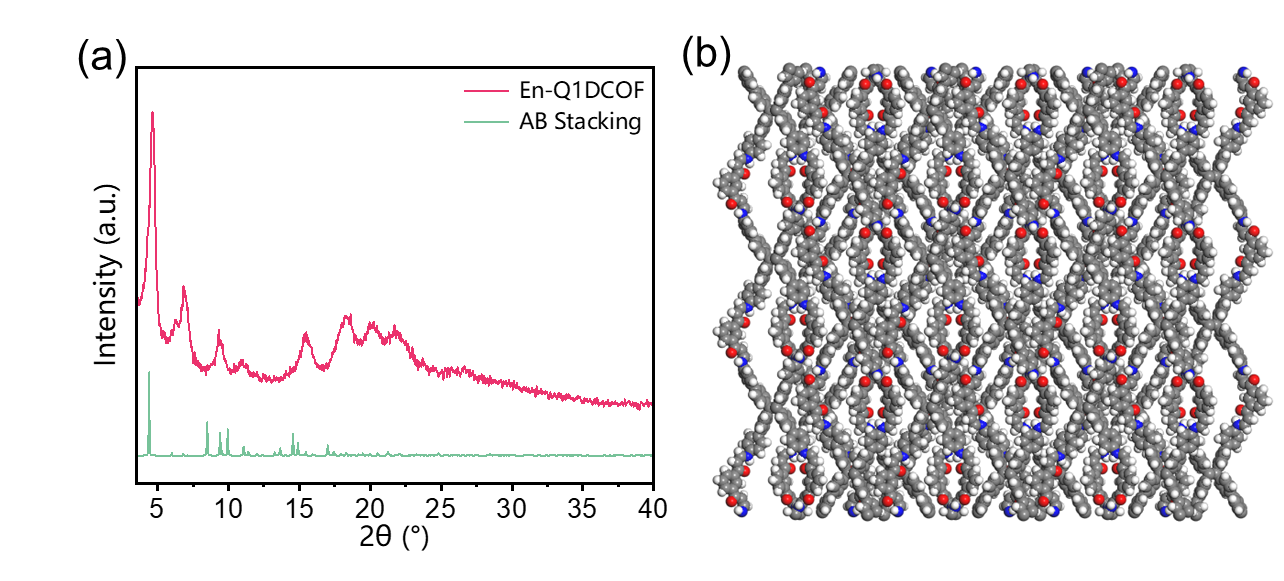 (a)
En-Q1DCOF
AB Stacking
Intensity (a.u.)
5 10 15 20 25 30 35 40
2θ (°)
(b)